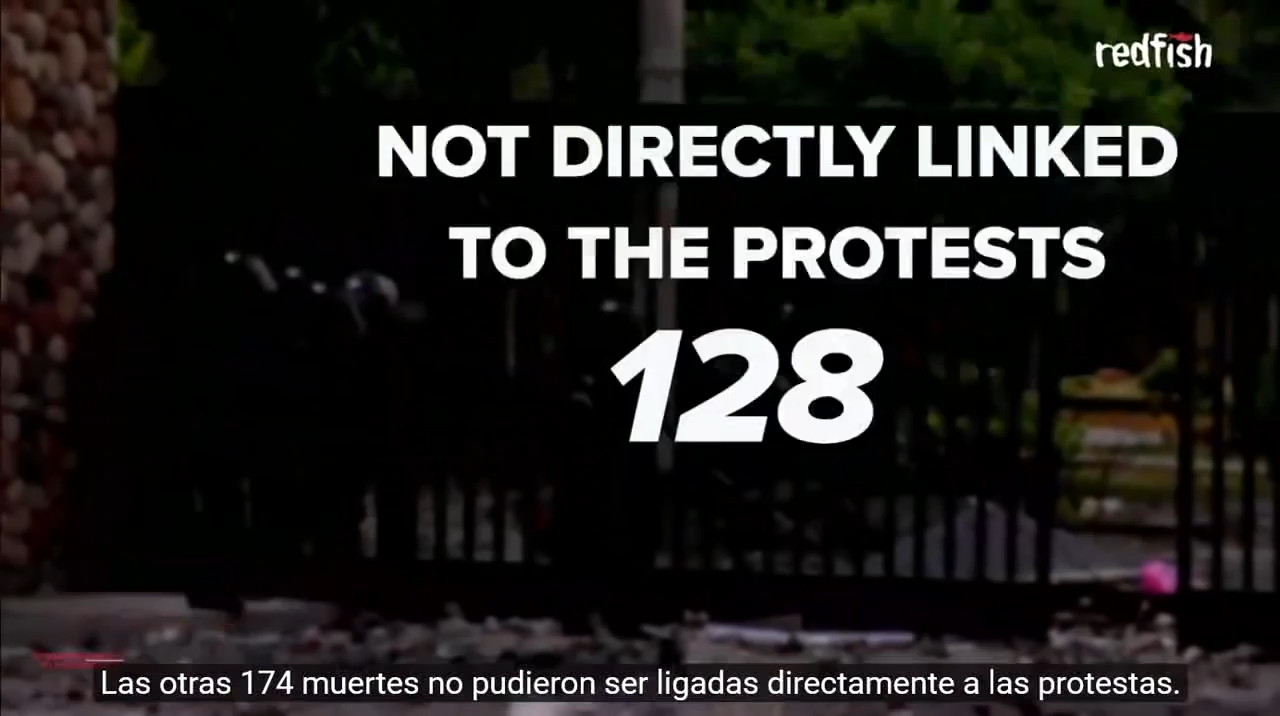 redfish
NOT DIRECTLY LINKED
TO THE PROTESTS
128
Las otras 174 muertes no pudieron ser ligadas directamente a las protestas.